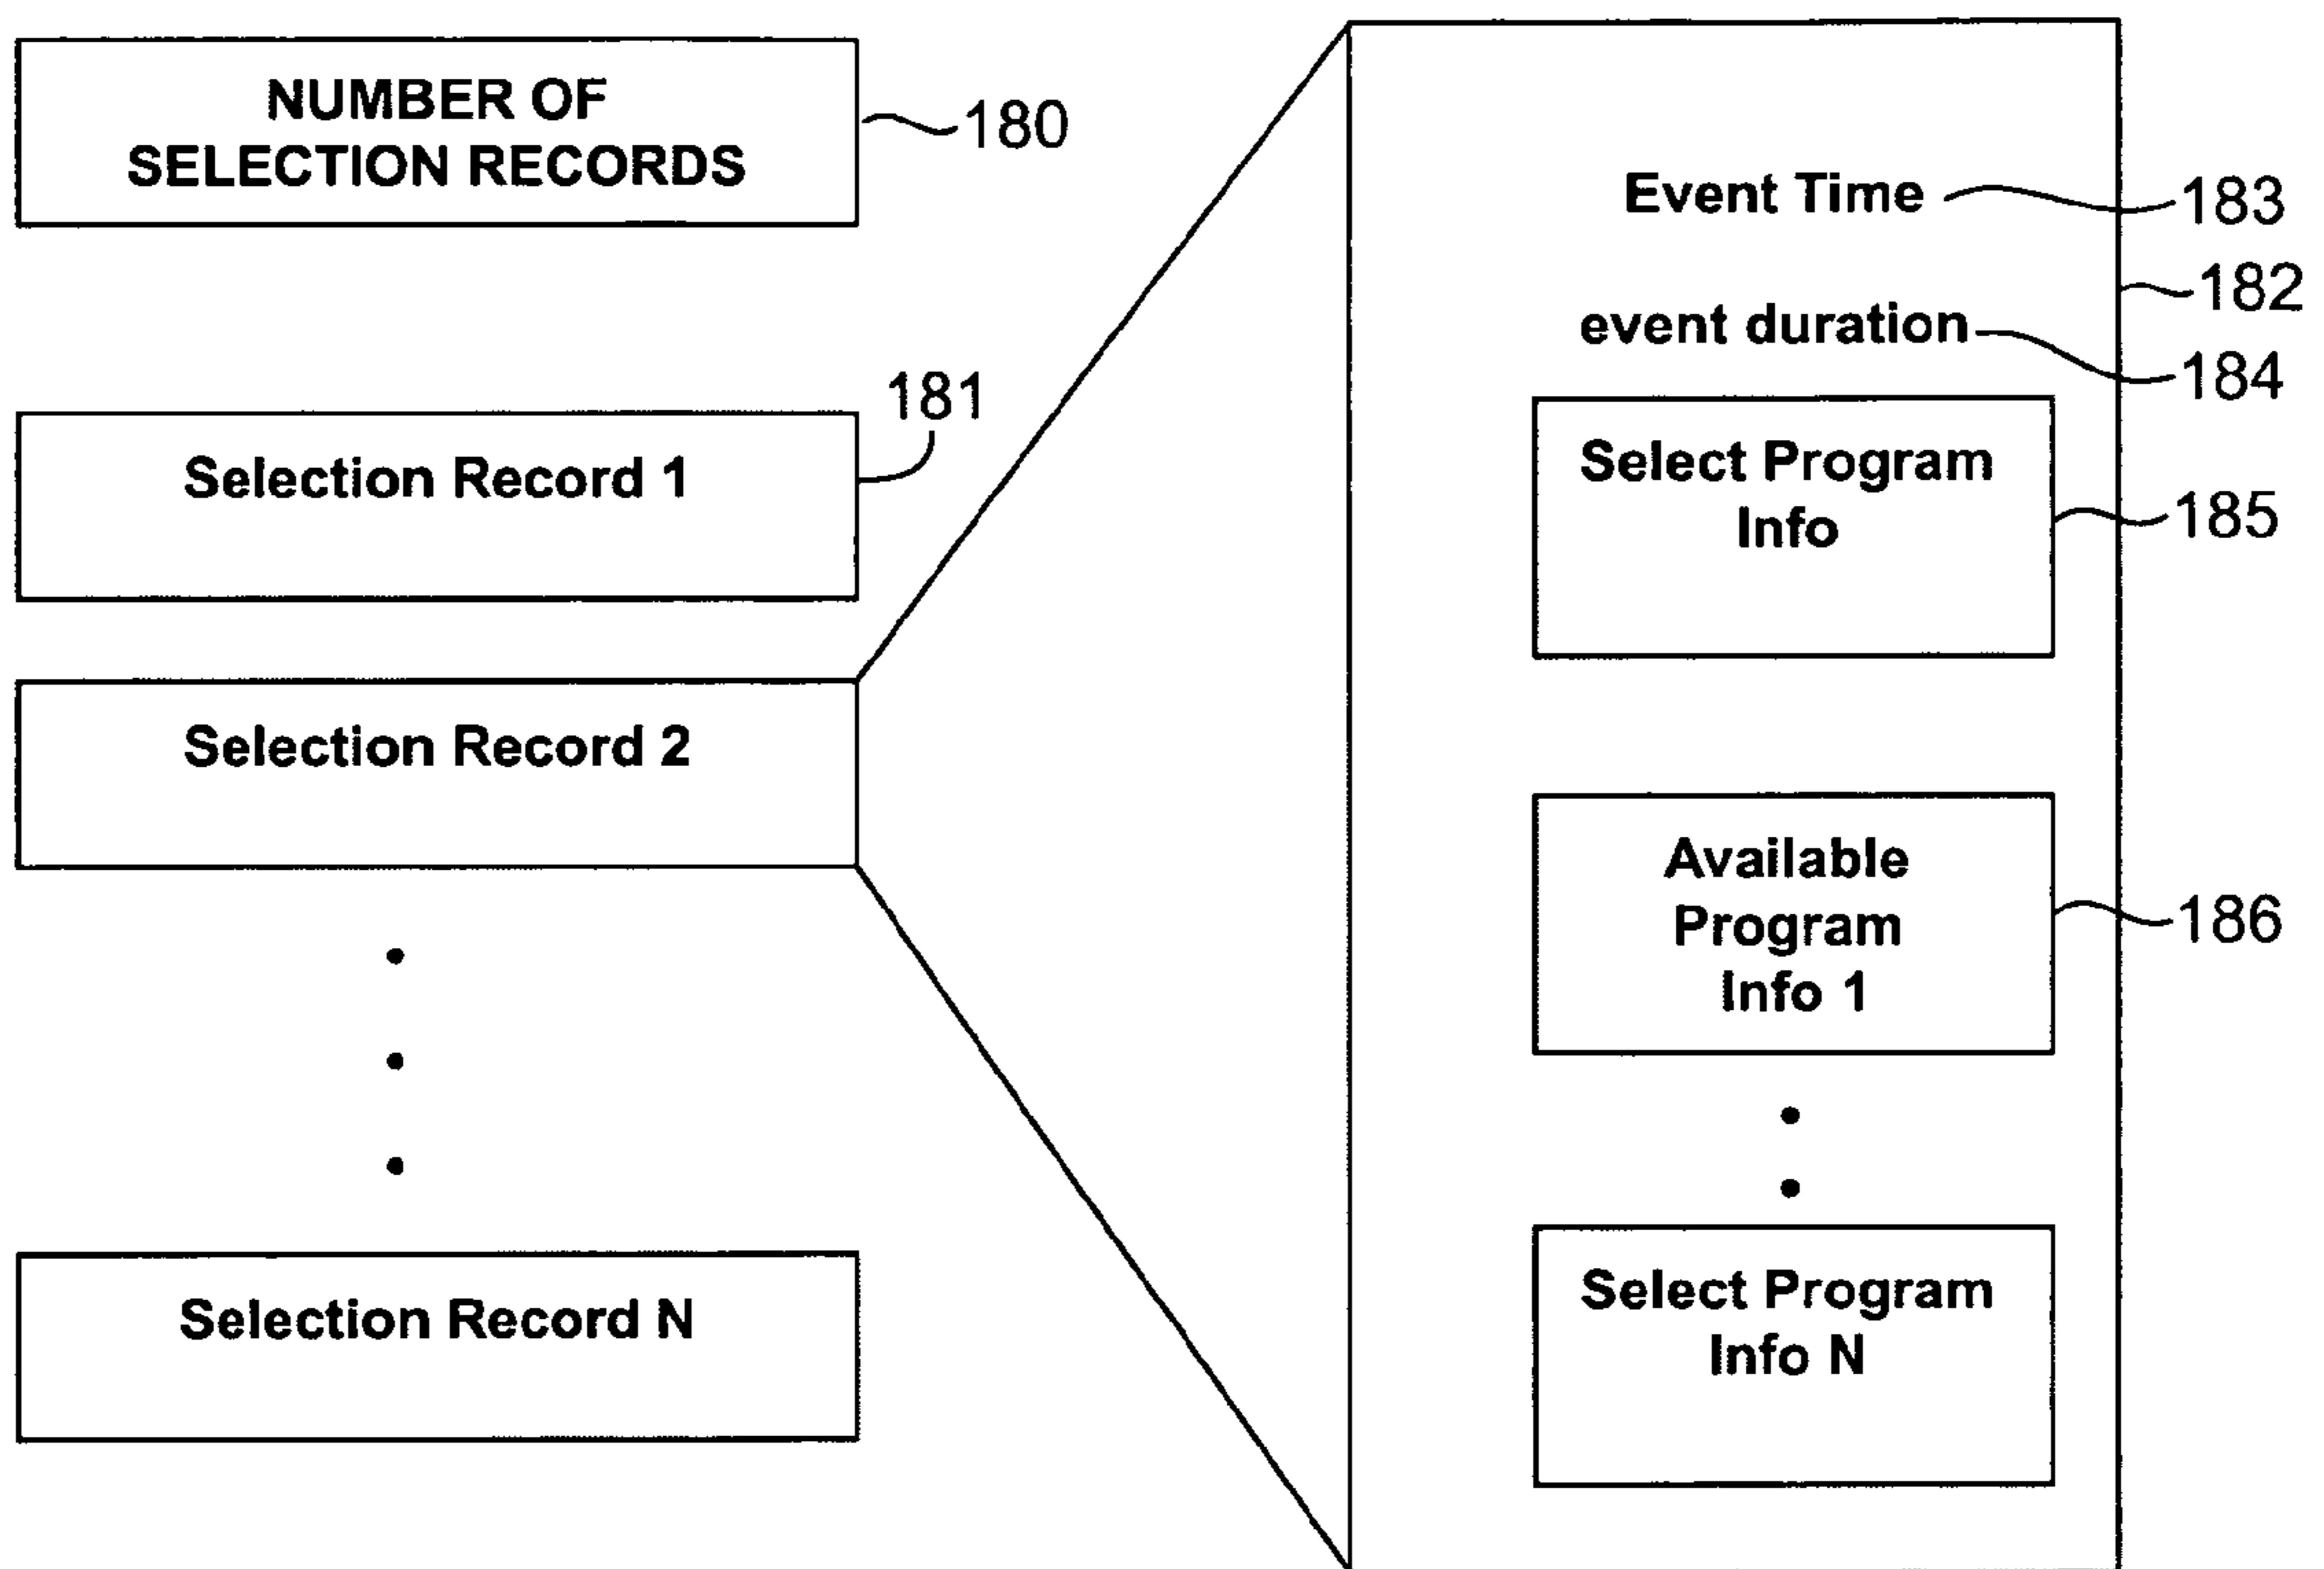 NUMBER OF
SELECTION RECORDS
180
Selection Record 1
181
Selection Record 2
Selection Record N
Event Time
183
182
event duration
184
Select Program
Info
185
Available
Program
Info 1
186
Select Program
Info N